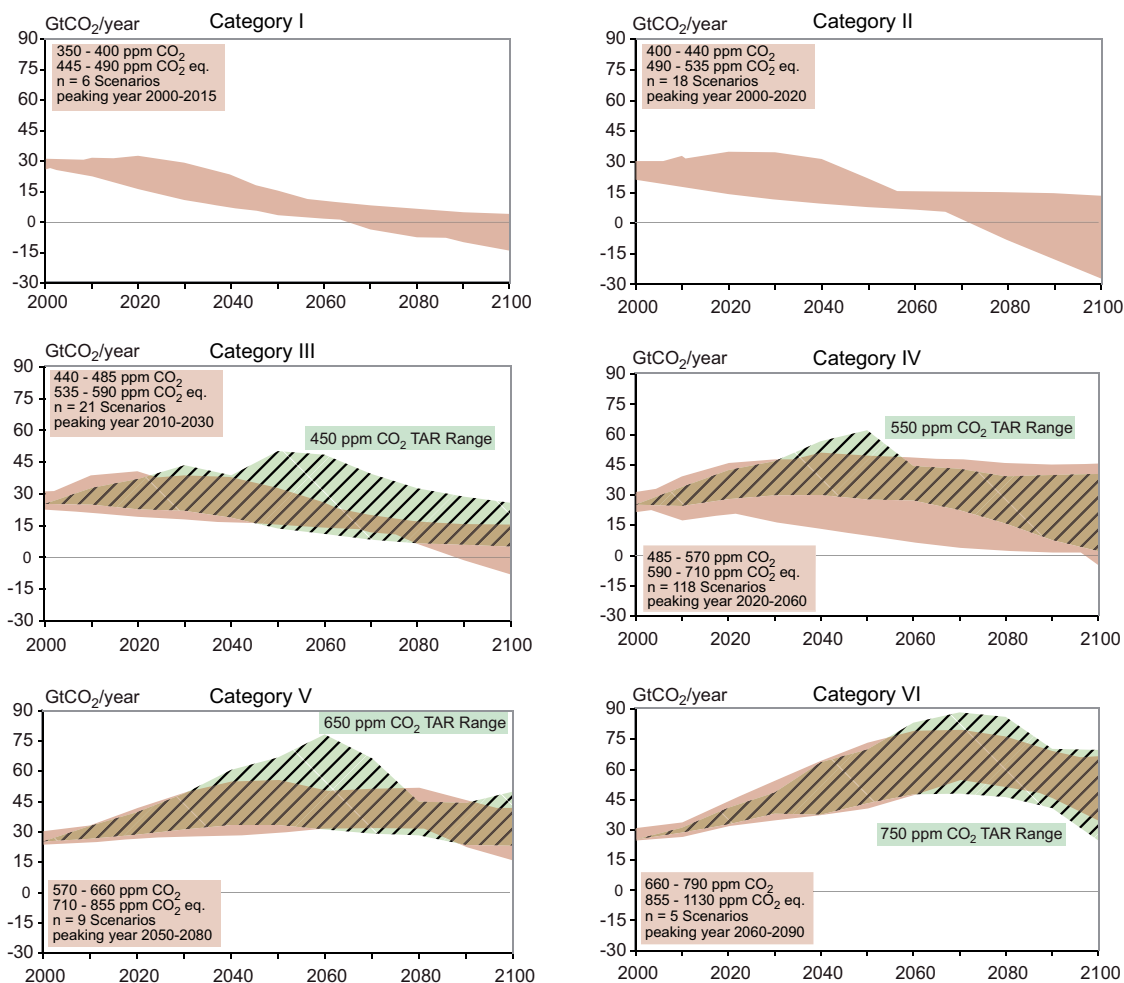 GtCO2/year
Category I
350 - 400 ppm CO2
445 - 490 ppm CO2 eq.
n = 6 Scenarios
peaking year 2000-2015
90
75
60
45
30
15
0
-15
-30
2000 2020 2040 2060 2080 2100
GtCO2/year
Category II
400 - 440 ppm CO2
490 - 535 ppm CO2 eq.
n = 18 Scenarios
peaking year 2000-2020
90
75
60
45
30
15
0
-15
-30
2000 2020 2040 2060 2080 2100
GtCO2/year
Category III
440 - 485 ppm CO2
535 - 590 ppm CO2 eq.
n = 21 Scenarios
peaking year 2010-2030
450 ppm CO2 TAR Range
90
75
60
45
30
15
0
-15
-30
2000 2020 2040 2060 2080 2100
GtCO2/year
Category IV
550 ppm CO2 TAR Range
485 - 570 ppm CO2
590 - 710 ppm CO2 eq.
n = 118 Scenarios
peaking year 2020-2060
90
75
60
45
30
15
0
-15
-30
2000 2020 2040 2060 2080 2100
GtCO2/year
Category V
650 ppm CO2 TAR Range
570 - 660 ppm CO2
710 - 855 ppm CO2 eq.
n = 9 Scenarios
peaking year 2050-2080
90
75
60
45
30
15
0
-15
-30
2000 2020 2040 2060 2080 2100
GtCO2/year
Category VI
750 ppm CO2 TAR Range
660 - 790 ppm CO2
855 - 1130 ppm CO2 eq.
n = 5 Scenarios
peaking year 2060-2090
90
75
60
45
30
15
0
-15
-30
2000 2020 2040 2060 2080 2100